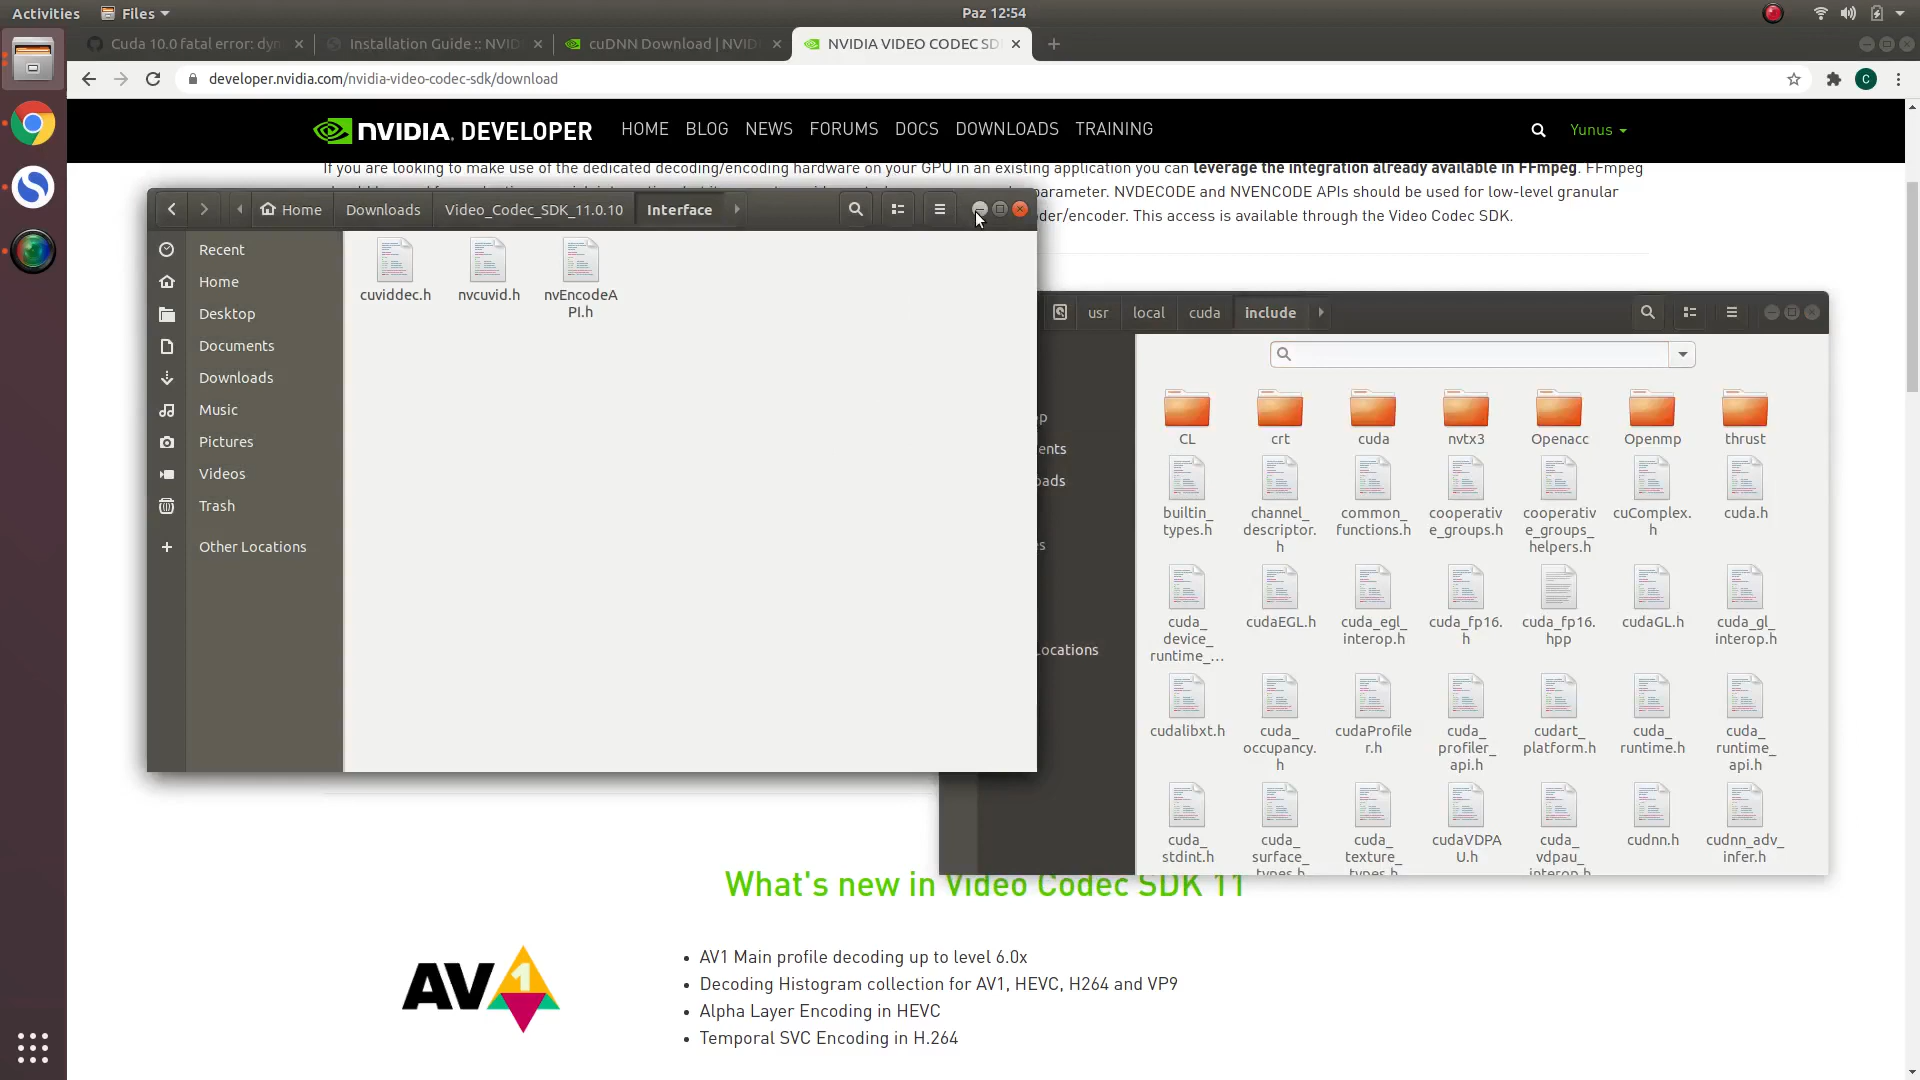 Activities
Files
Paz 12:54
Cuda 10.0 fatal error: dyn
Installation Guide :: NVID
cuDNN Download | NVID
NVIDIA VIDEO CODEC SD
developer.nvidia.com/nvidia-video-codec-sdk/download
C
NVIDIA. DEVELOPER
HOME
BLOG
NEWS
FORUMS
DOCS
DOWNLOADS
TRAINING
Yunus
If you are looking to make use of the dedicated decoding/encoding hardware on your GPU in an existing application you can leverage the integration already available in FFmpeg. FFmpeg
parameter. NVDECODE and NVENCODE APIs should be used for low-level granular
der/encoder. This access is available through the Video Codec SDK.
Home
Downloads
Video_Codec_SDK_11.0.10
Interface
Recent
Home
Desktop
Documents
Downloads
Music
Pictures
Videos
Trash
Other Locations
cuviddec.h
nvcuvid.h
nvEncodeA
PI.h
usr
local
cuda
include
op
ents
oads
es
Locations
CL
crt
cuda
nvtx3
Openacc
Openmp
thrust
builtin_
types.h
channel_
descriptor.
h
common_
functions.h
cooperativ
e_groups.h
cooperativ
e_groups_
helpers.h
cuComplex.
h
cuda.h
cuda_
device_
runtime_…
cudaEGL.h
cuda_egl_
interop.h
cuda_fp16.
h
cuda_fp16.
hpp
cudaGL.h
cuda_gl_
interop.h
cudalibxt.h
cuda_
occupancy.
h
cudaProfile
r.h
cuda_
profiler_
api.h
cudart_
platform.h
cuda_
runtime.h
cuda_
runtime_
api.h
cuda_
stdint.h
cuda_
surface_
types.h
cuda_
texture_
types.h
cudaVDPA
U.h
cuda_
vdpau_
interop.h
cudnn.h
cudnn_adv_
infer.h
What's new in Video Codec SDK 11
AV1
AV1 Main profile decoding up to level 6.0x
Decoding Histogram collection for AV1, HEVC, H264 and VP9
Alpha Layer Encoding in HEVC
Temporal SVC Encoding in H.264